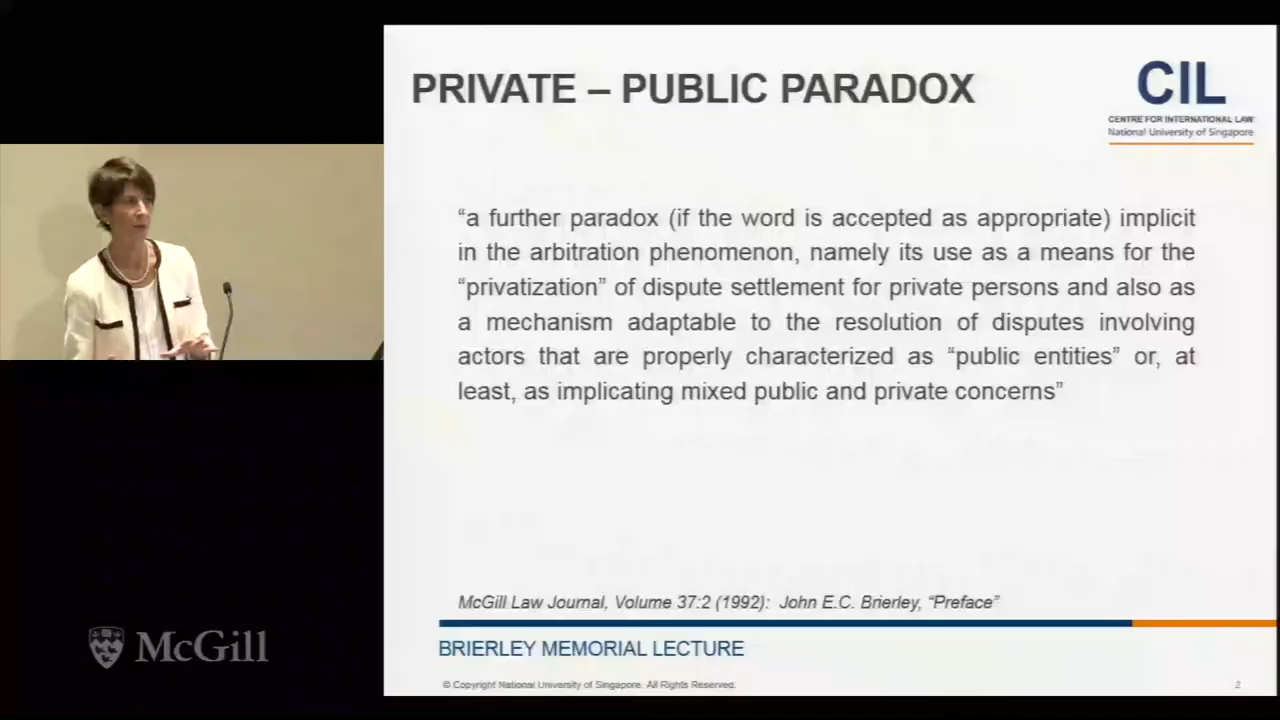 PRIVATE – PUBLIC PARADOX
CIL
CENTRE FOR INTERNATIONAL LAW
National University of Singapore
“a further paradox (if the word is accepted as appropriate) implicit
in the arbitration phenomenon, namely its use as a means for the
“privatization” of dispute settlement for private persons and also as
a mechanism adaptable to the resolution of disputes involving
actors that are properly characterized as “public entities” or, at
least, as implicating mixed public and private concerns”
McGill Law Journal, Volume 37:2 (1992): John E.C. Brierley, “Preface”
BRIERLEY MEMORIAL LECTURE
© Copyright National University of Singapore. All Rights Reserved.
2
McGill